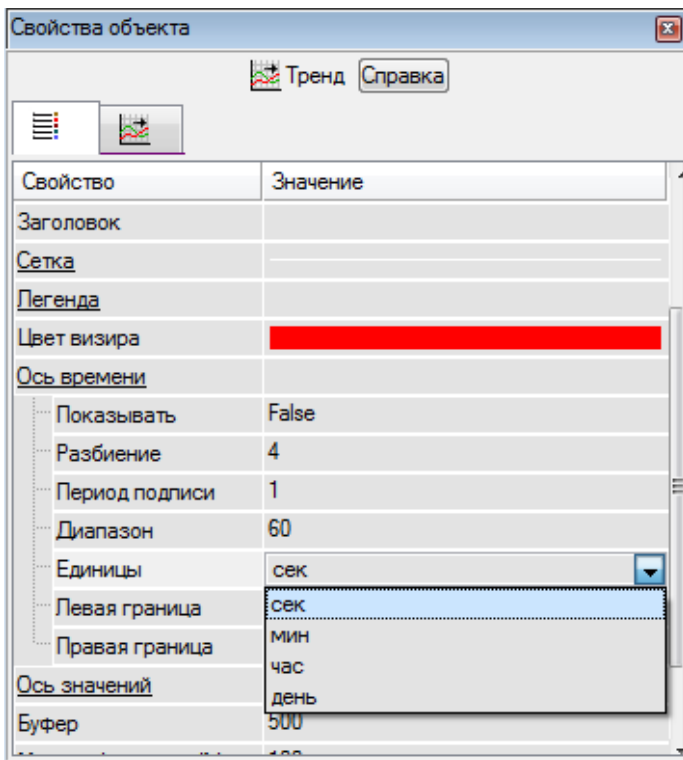 Свойства объекта
Тренд Справка
Свойство Значение
Заголовок
Сетка
Легенда
Цвет визира
Ось времени
Показывать False
Разбиение 4
Период подписи 1
Диапазон 60
Единицы сек
Левая граница сек
Правая граница мин
час
Ось значений день
Буфер 500